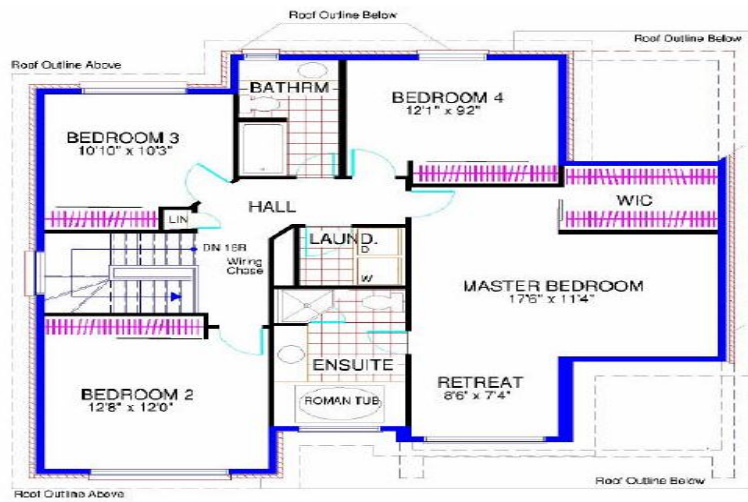 Roof Outline Below
Roof Outline Below
Roof Outline Above
BATHRM
BEDROOM 4
12'1" x 9'2"
BEDROOM 3
10'10" x 10'3"
WIC
HALL
LIN
LAUND.
D
DN 16R
Wiring
Chase
W
MASTER BEDROOM
17'6" x 11'4"
ENSUITE
RETREAT
8'6" x 7'4"
BEDROOM 2
12'8" x 12'0"
ROMAN TUB
Roof Outline Below
Roof Outline Above